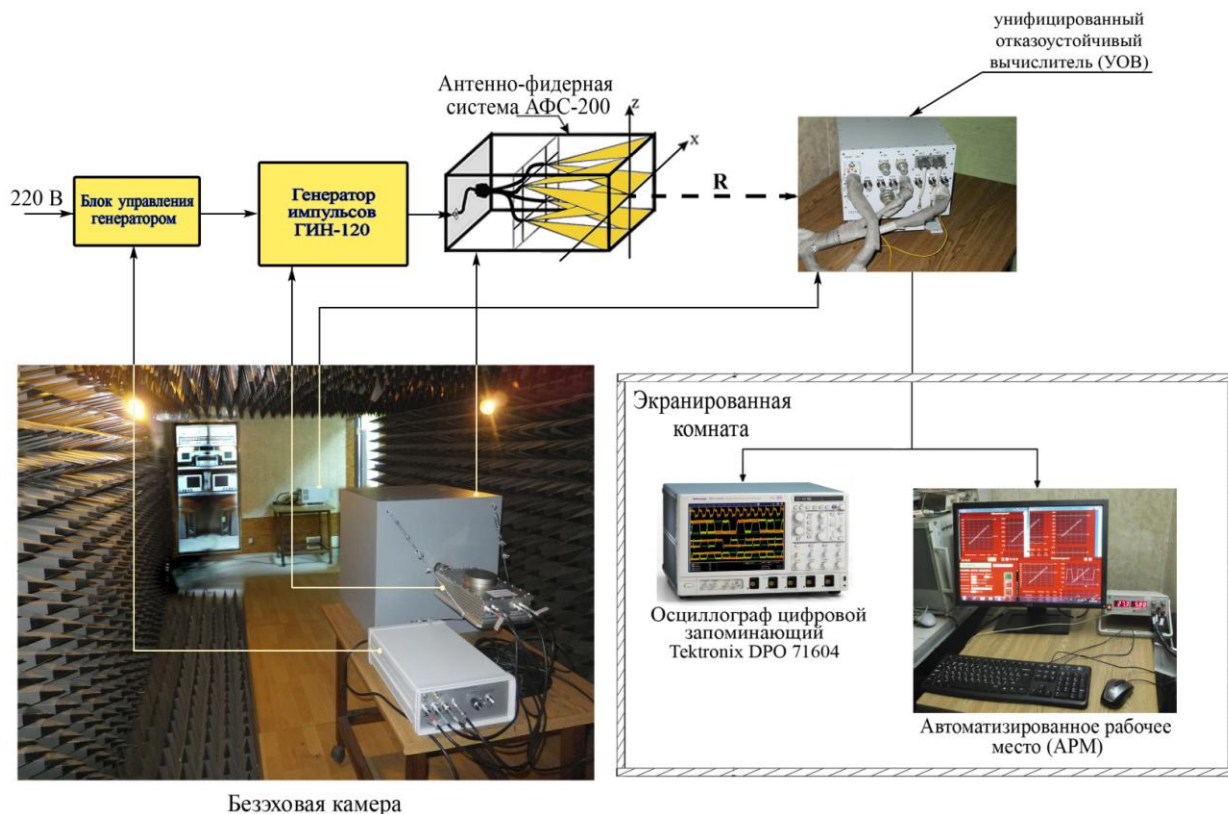 унифицированный
отказоустойчивый
вычислитель (УОВ)
Антенно-фидерная
система АФС-200
z
x
220 В
Блок управления
генератором
Генератор
импульсов
ГИН-120
R
Экранированная
комната
Осциллограф цифровой
запоминающий
Tektronix DPO 71604
Автоматизированное рабочее
место (АРМ)
Безэховая камера